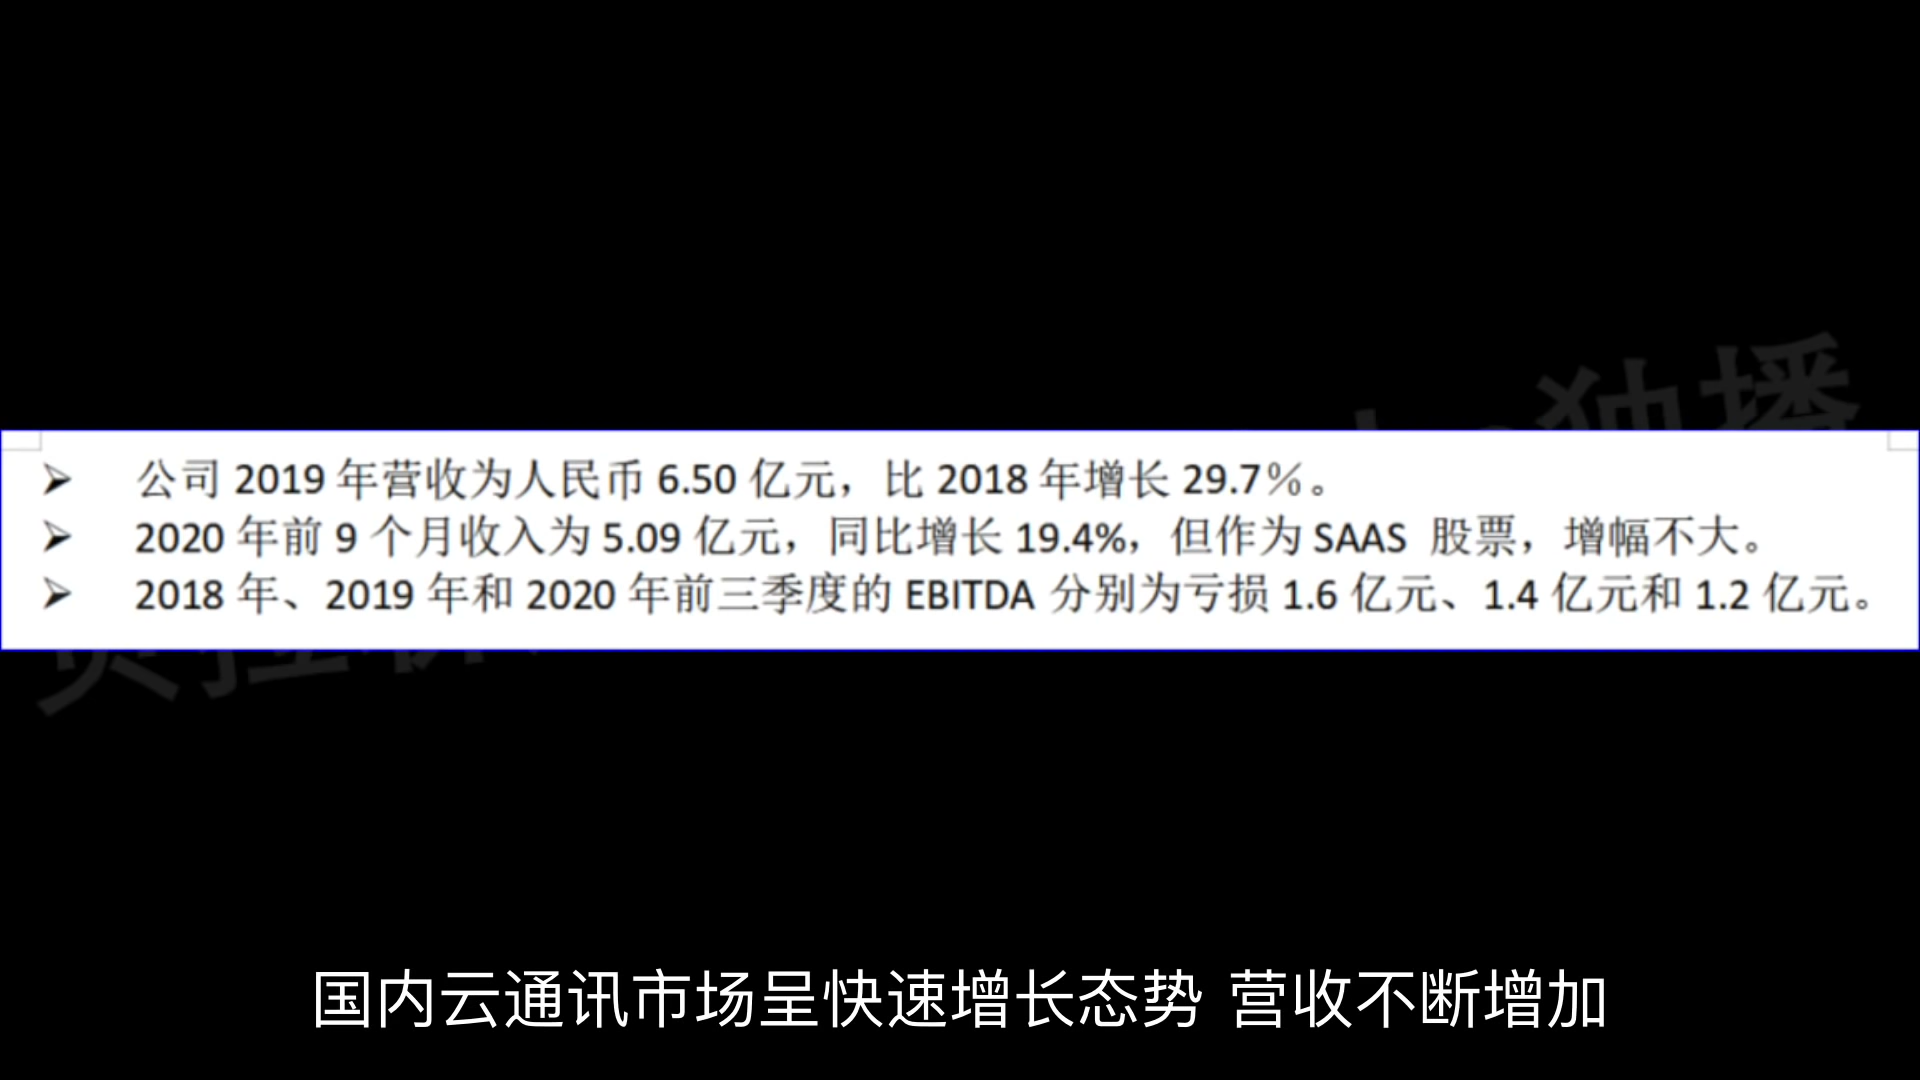 公司 2019 年营收为人民币 6.50 亿元，比 2018 年增长 29.7%。
2020 年前 9 个月收入为 5.09 亿元，同比增长 19.4%，但作为 SAAS 股票，增幅不大。
2018 年、2019 年和 2020 年前三季度的 EBITDA 分别为亏损 1.6 亿元、1.4 亿元和 1.2 亿元。
国内云通讯市场呈快速增长态势 营收不断增加